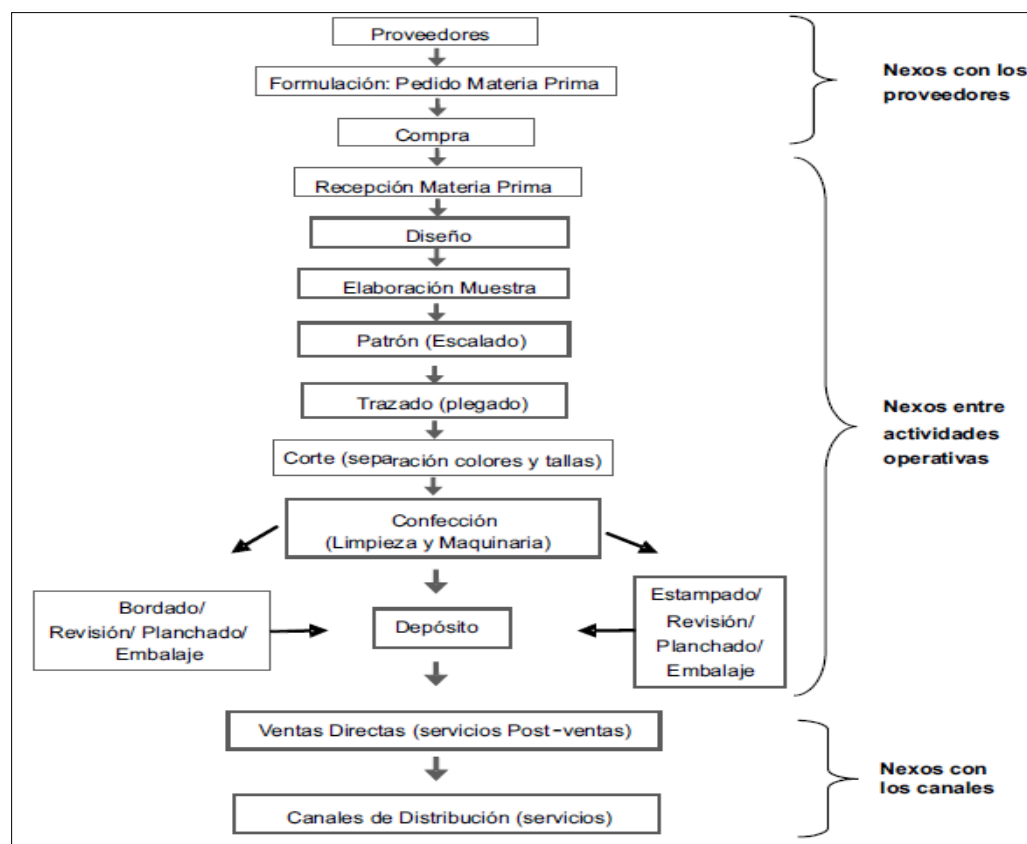 Proveedores
Formulación: Pedido Materia Prima
Compra
Nexos con los
proveedores
Recepción Materia Prima
Diseño
Elaboración Muestra
Patrón (Escalado)
Trazado (plegado)
Corte (separación colores y tallas)
Confección
(Limpieza y Maquinaria)
Nexos entre
actividades
operativas
Bordado/
Revisión/ Planchado/
Embalaje
Depósito
Estampado/
Revisión/
Planchado/
Embalaje
Ventas Directas (servicios Post-ventas)
Canales de Distribución (servicios)
Nexos con
los canales